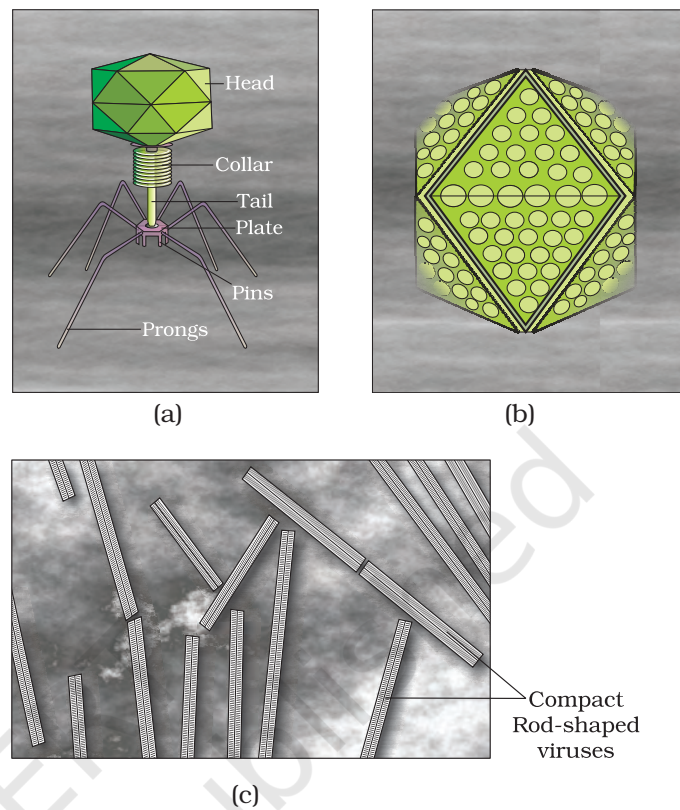 Head
Collar
Tail
Plate
Pins
Prongs
(a)
(b)
Compact
Rod-shaped
viruses
(c)